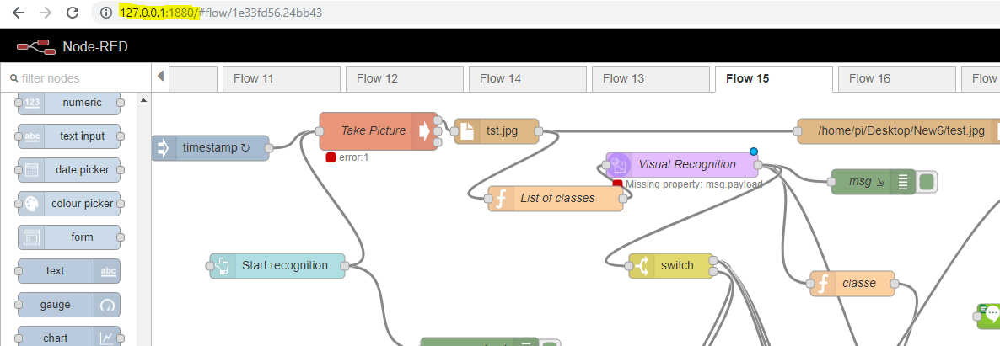 127.0.0.1:1880/#flow/1e33fd56.24bb43
Node-RED
filter nodes
Flow 11
Flow 12
Flow 14
Flow 13
Flow 15
Flow 16
Flow
123 numeric
abc text input
date picker
colour picker
form
text abc
gauge
chart
timestamp ↻
Take Picture
error:1
tst.jpg
/home/pi/Desktop/New6/test.jpg
Visual Recognition
Missing property: msg.payload
msg
List of classes
Start recognition
switch
classe